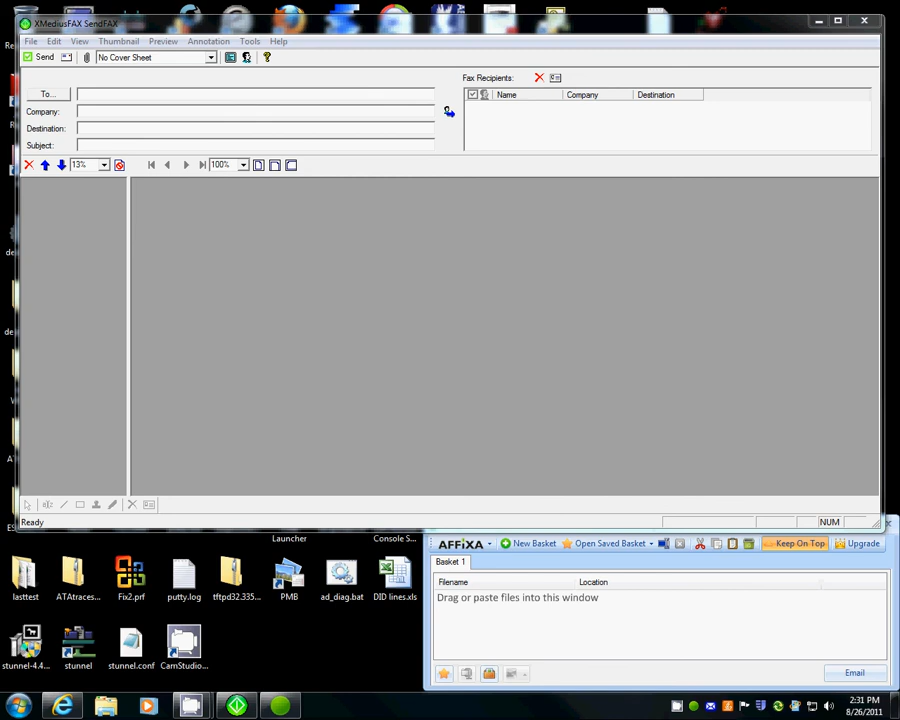 XMediusFAX SendFAX
File Edit View Thumbnail Preview Annotation Tools Help
Send No Cover Sheet
Fax Recipients:
To...
Name Company Destination
Company:
Destination:
Subject:
13% 100%
Ready NUM
Launcher Console S...
AFFIXA New Basket Open Saved Basket Keep On Top Upgrade
Basket 1
Filename Location
Drag or paste files into this window
lasttest ATAtraces... Fix2.prf putty.log tftpd32.335... PMB ad_diag.bat DID lines.xls
stunnel-4.4... stunnel stunnel.conf CamStudio...
Email
2:31 PM
8/26/2011